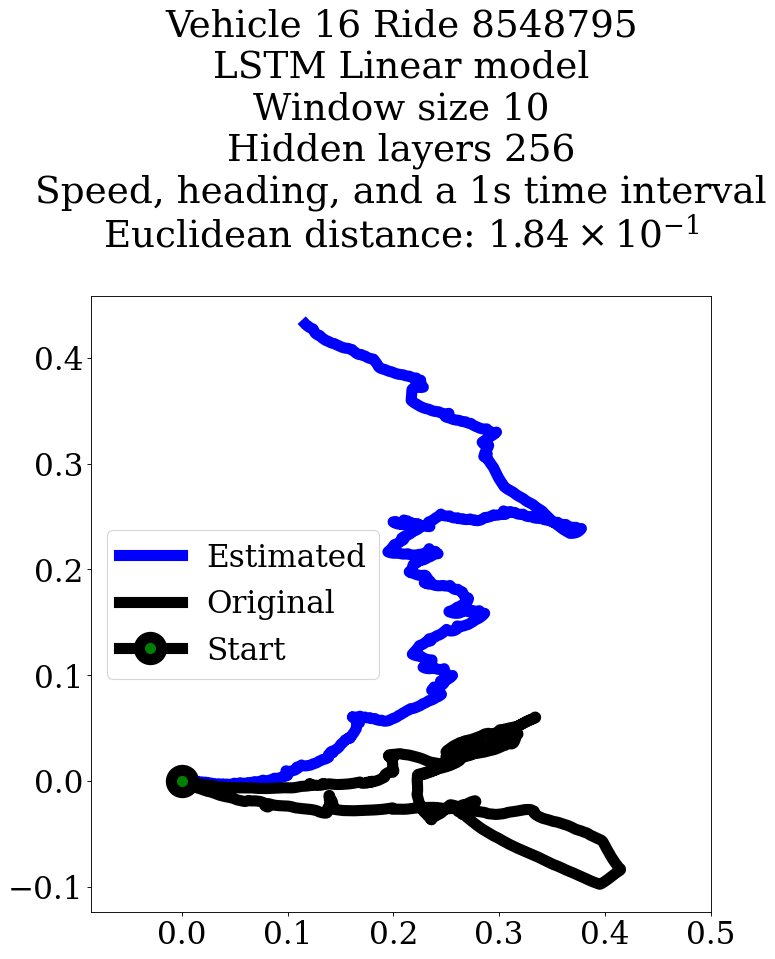 Vehicle 16 Ride 8548795
LSTM Linear model
Window size 10
Hidden layers 256
Speed, heading, and a 1s time interval
Euclidean distance: 1.84 × 10⁻¹
0.4
0.3
0.2
0.1
0.0
−0.1
Estimated
Original
Start
0.0 0.1 0.2 0.3 0.4 0.5